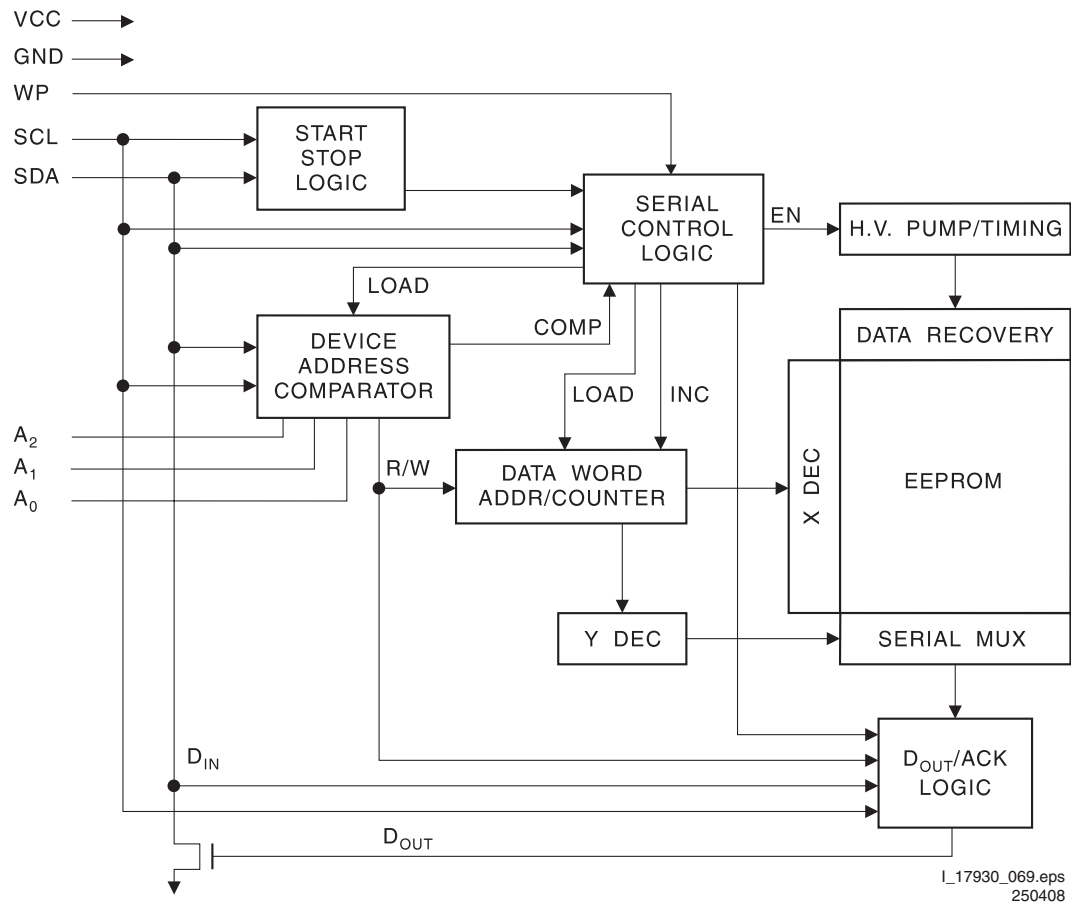 VCC
GND
WP
SCL
SDA
START
STOP
LOGIC
SERIAL
CONTROL
LOGIC
EN
H.V. PUMP/TIMING
LOAD
COMP
DEVICE
ADDRESS
COMPARATOR
DATA RECOVERY
LOAD
INC
A2
A1
A0
R/W
DATA WORD
ADDR/COUNTER
X DEC
EEPROM
Y DEC
SERIAL MUX
DIN
DOUT/ACK
LOGIC
DOUT
I_17930_069.eps
250408